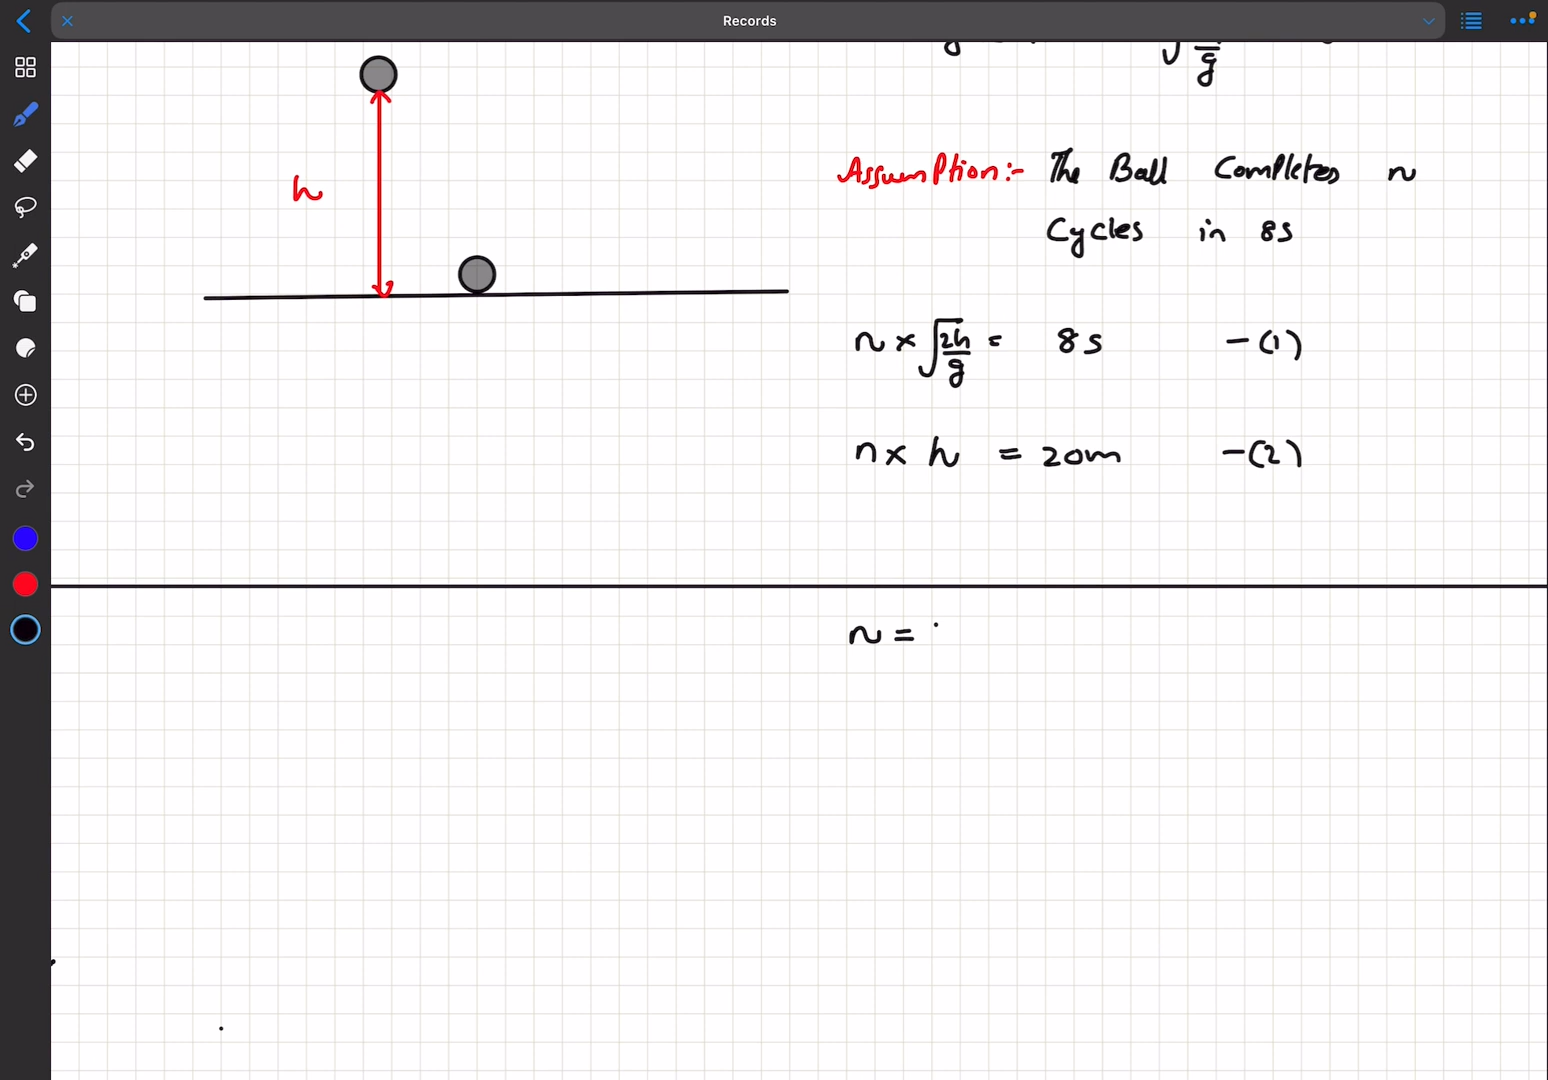 Records
g
√
g
h
Assumption:- The Ball Completes n
Cycles in 8s
n × √2h/g = 8s -(1)
n × h = 20m -(2)
n =